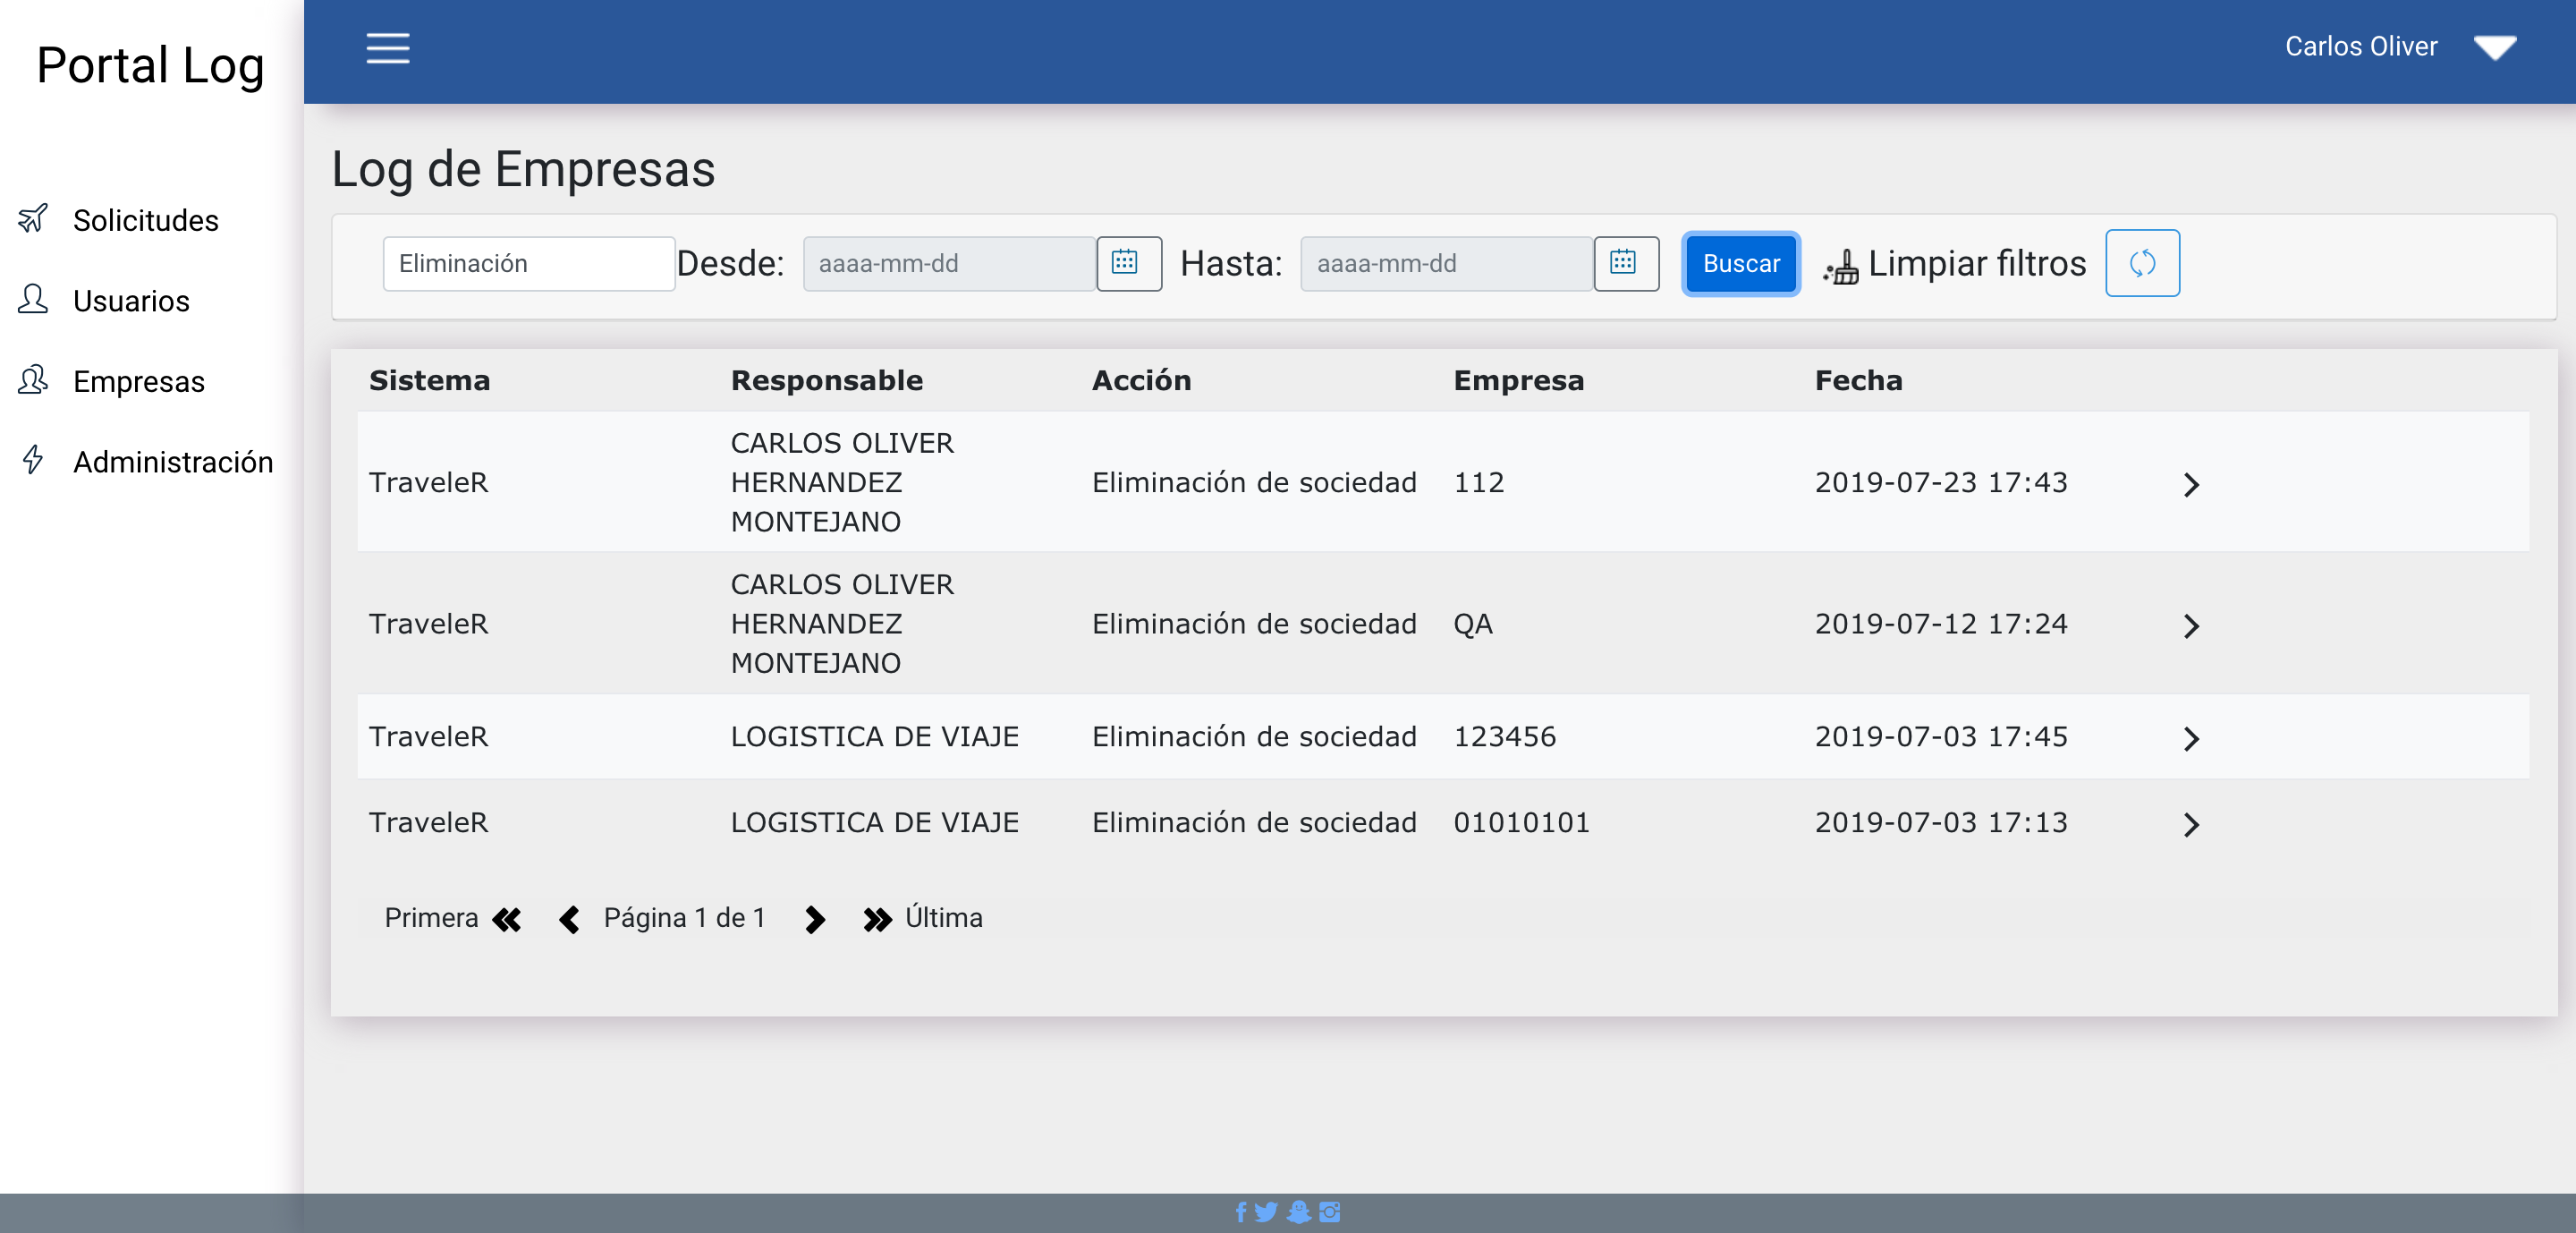 Portal Log
Carlos Oliver
Solicitudes
Usuarios
Empresas
Administración
Log de Empresas
Eliminación Desde: aaaa-mm-dd Hasta: aaaa-mm-dd Buscar Limpiar filtros
Sistema Responsable Acción Empresa Fecha
TraveleR CARLOS OLIVER HERNANDEZ MONTEJANO Eliminación de sociedad 112 2019-07-23 17:43
TraveleR CARLOS OLIVER HERNANDEZ MONTEJANO Eliminación de sociedad QA 2019-07-12 17:24
TraveleR LOGISTICA DE VIAJE Eliminación de sociedad 123456 2019-07-03 17:45
TraveleR LOGISTICA DE VIAJE Eliminación de sociedad 01010101 2019-07-03 17:13
Primera Página 1 de 1 Última